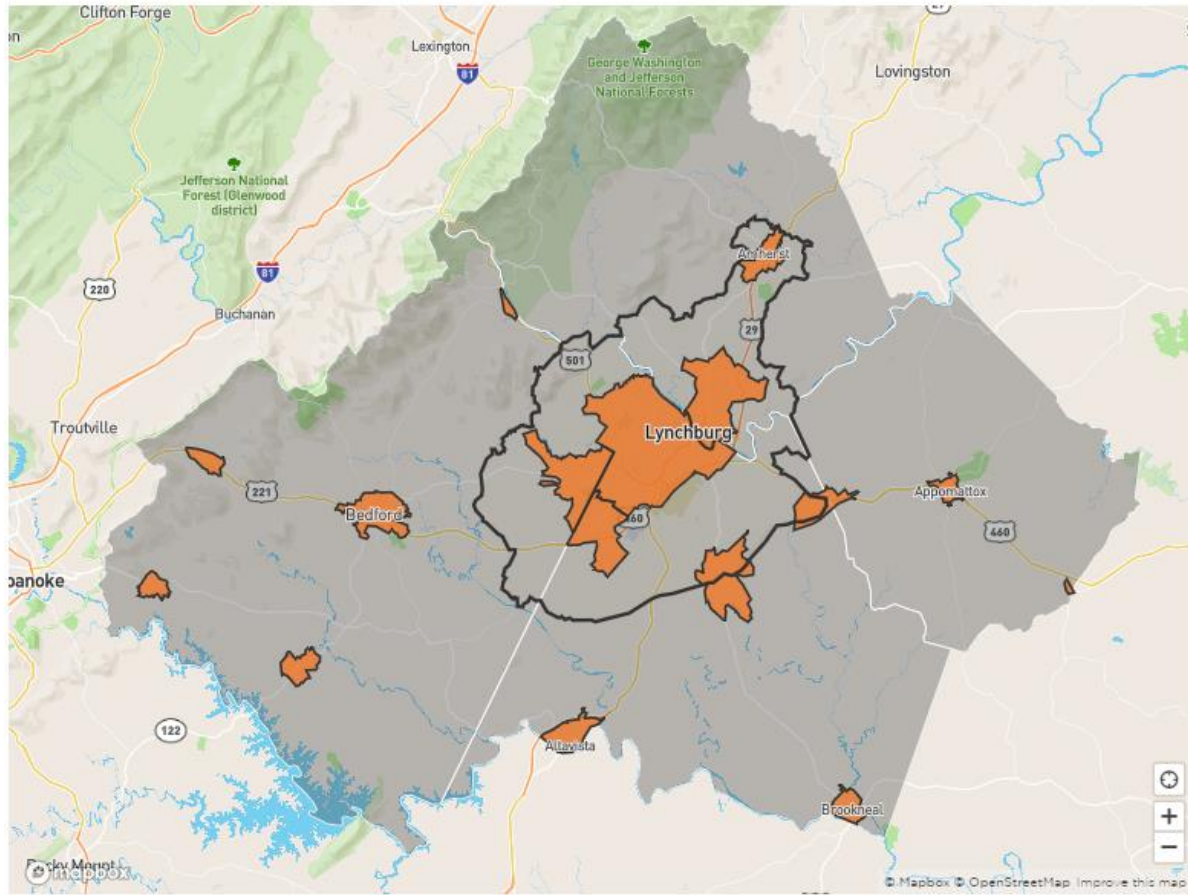 Clifton Forge
Lexington
81
George Washington
and Jefferson
National Forests
Lovingston
Jefferson National
Forest (Glenwood
district)
81
220
Buchanan
Amherst
29
501
Troutville
Lynchburg
221
Bedford
Appomattox
460
460
122
Altavista
Brookneal
mapbox
© Mapbox © OpenStreetMap Improve this map